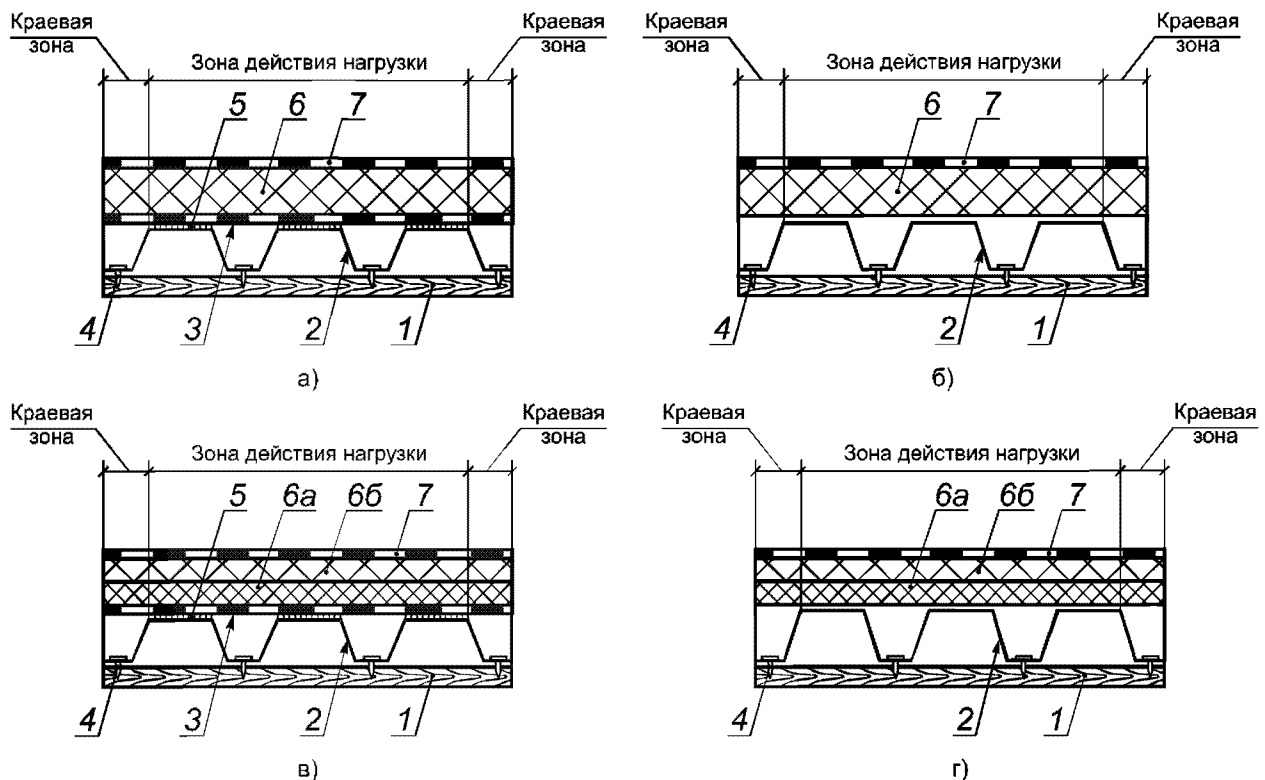 Краевая зона
Краевая зона
Зона действия нагрузки
5 6 7
4 3 2 1
а)
Краевая зона
Краевая зона
Зона действия нагрузки
6 7
4 2 1
б)
Краевая зона
Краевая зона
Зона действия нагрузки
5 6а 6б 7
4 3 2 1
в)
Краевая зона
Краевая зона
Зона действия нагрузки
6а 6б 7
4 2 1
г)